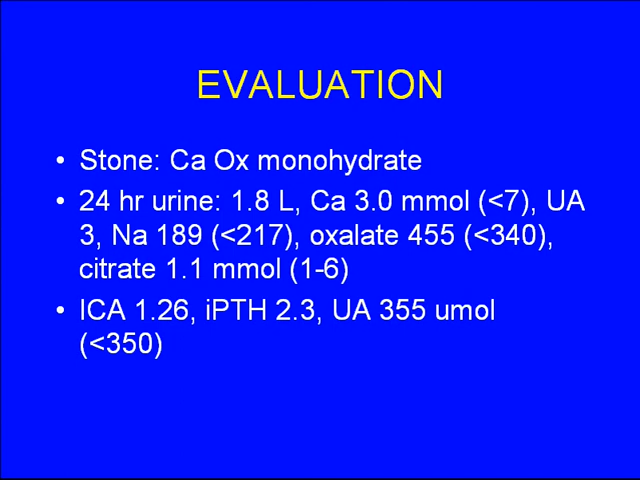 EVALUATION
• Stone: Ca Ox monohydrate
• 24 hr urine: 1.8 L, Ca 3.0 mmol (<7), UA
3, Na 189 (<217), oxalate 455 (<340),
citrate 1.1 mmol (1-6)
• ICA 1.26, iPTH 2.3, UA 355 umol
(<350)